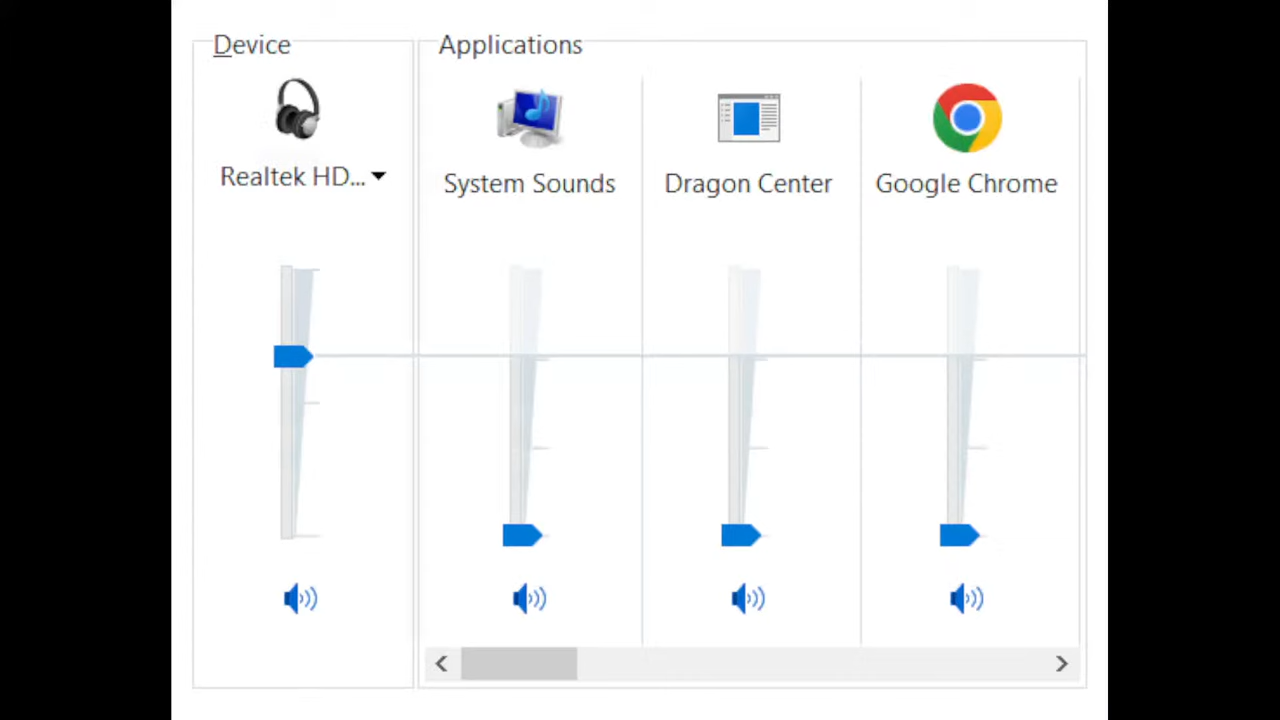 Device
Applications
Realtek HD...
System Sounds
Dragon Center
Google Chrome